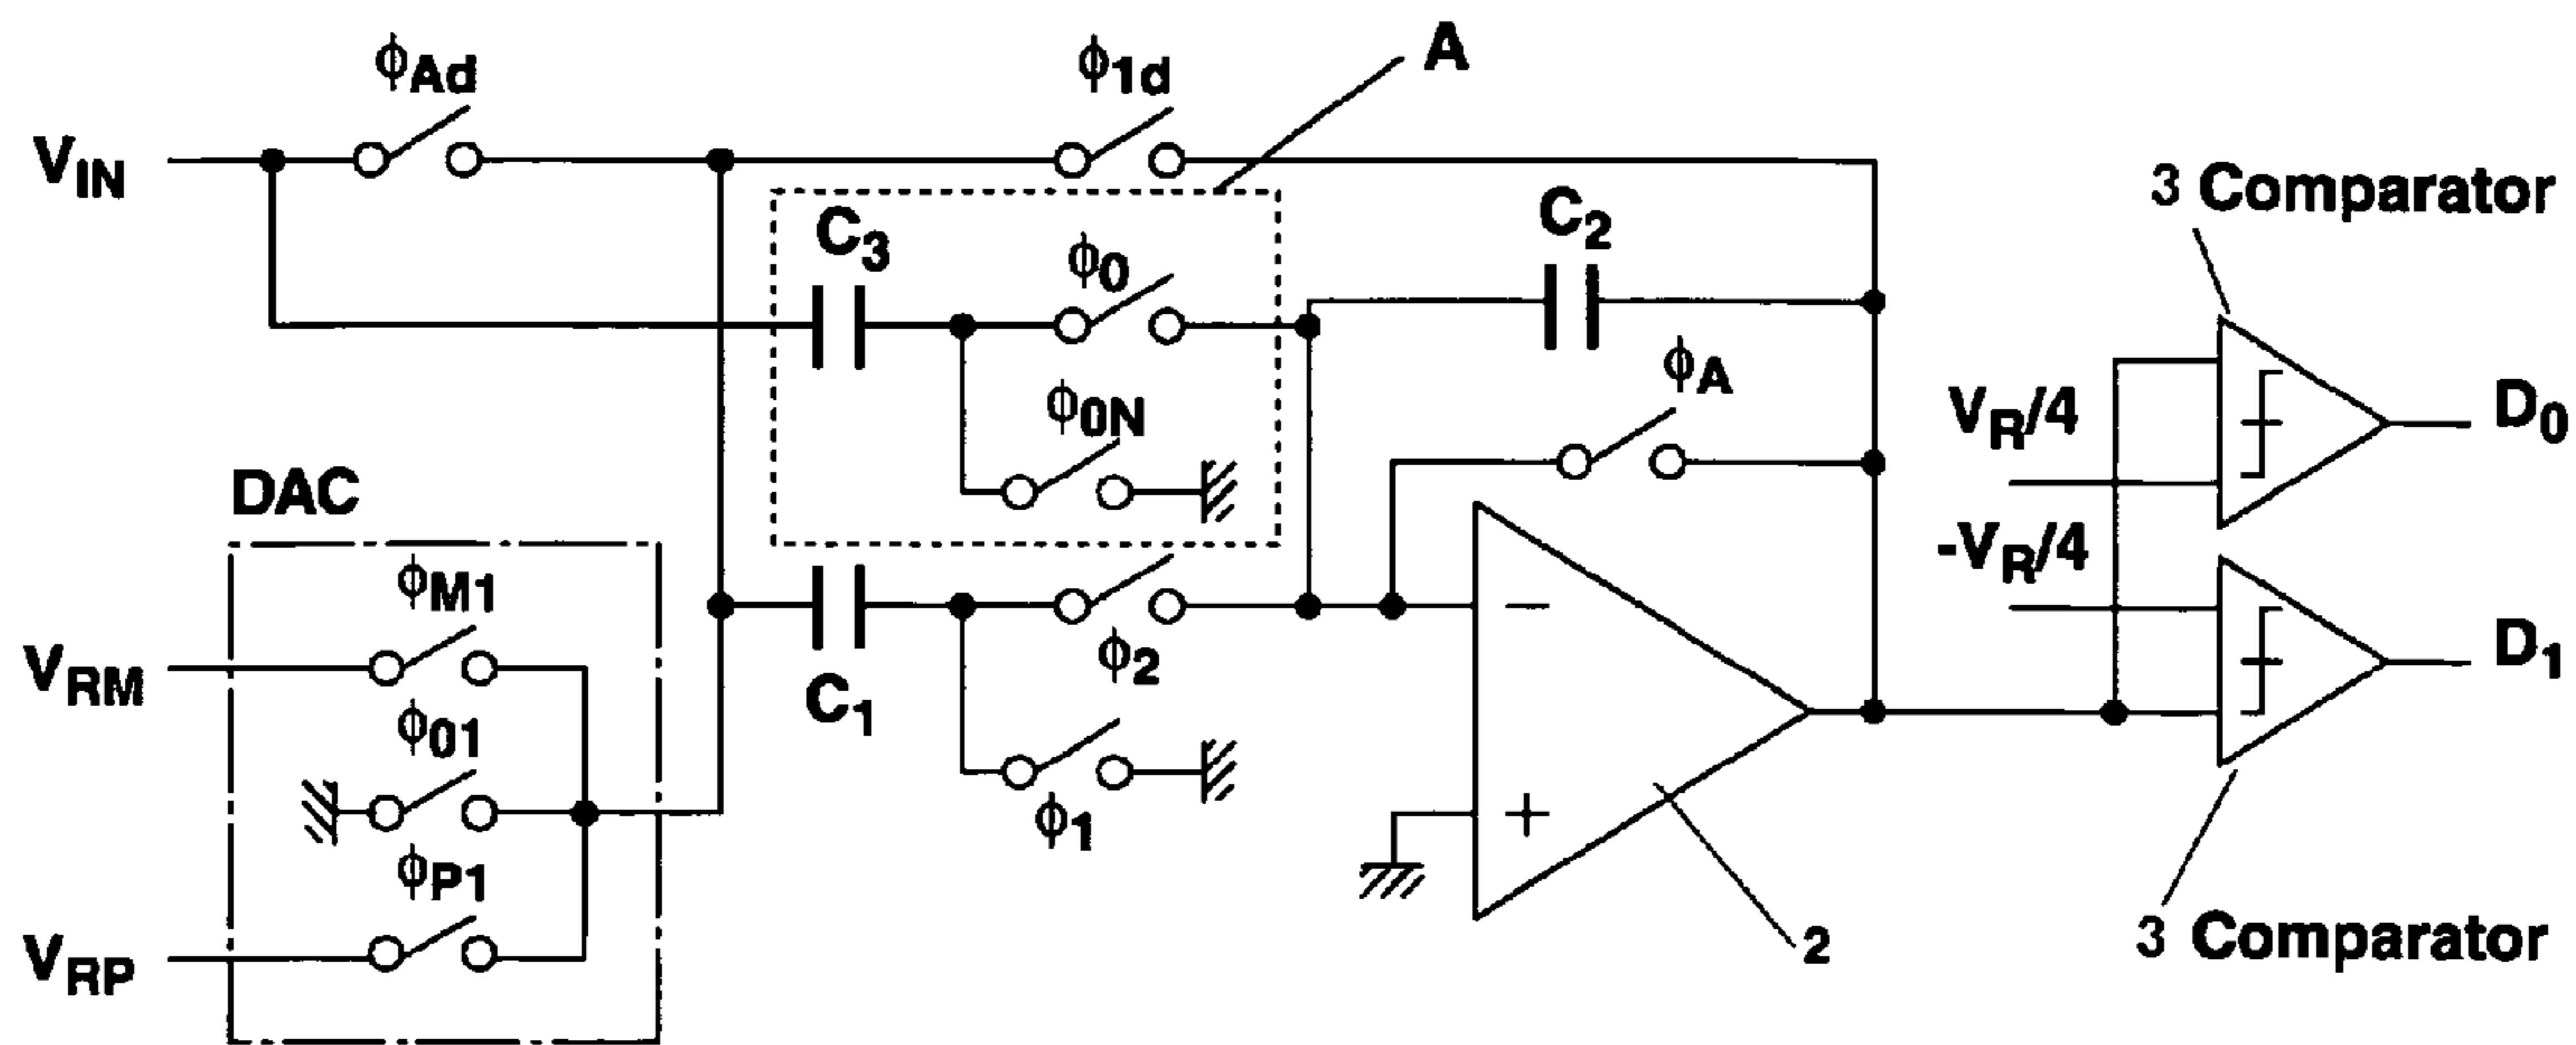 ϕAd
ϕ1d
A
VIN
3 Comparator
C3
ϕ0
C2
ϕA
ϕ0N
VR/4
D0
DAC
-VR/4
ϕM1
VRM
ϕ2
D1
C1
ϕ01
ϕ1
ϕP1
VRP
2
3 Comparator